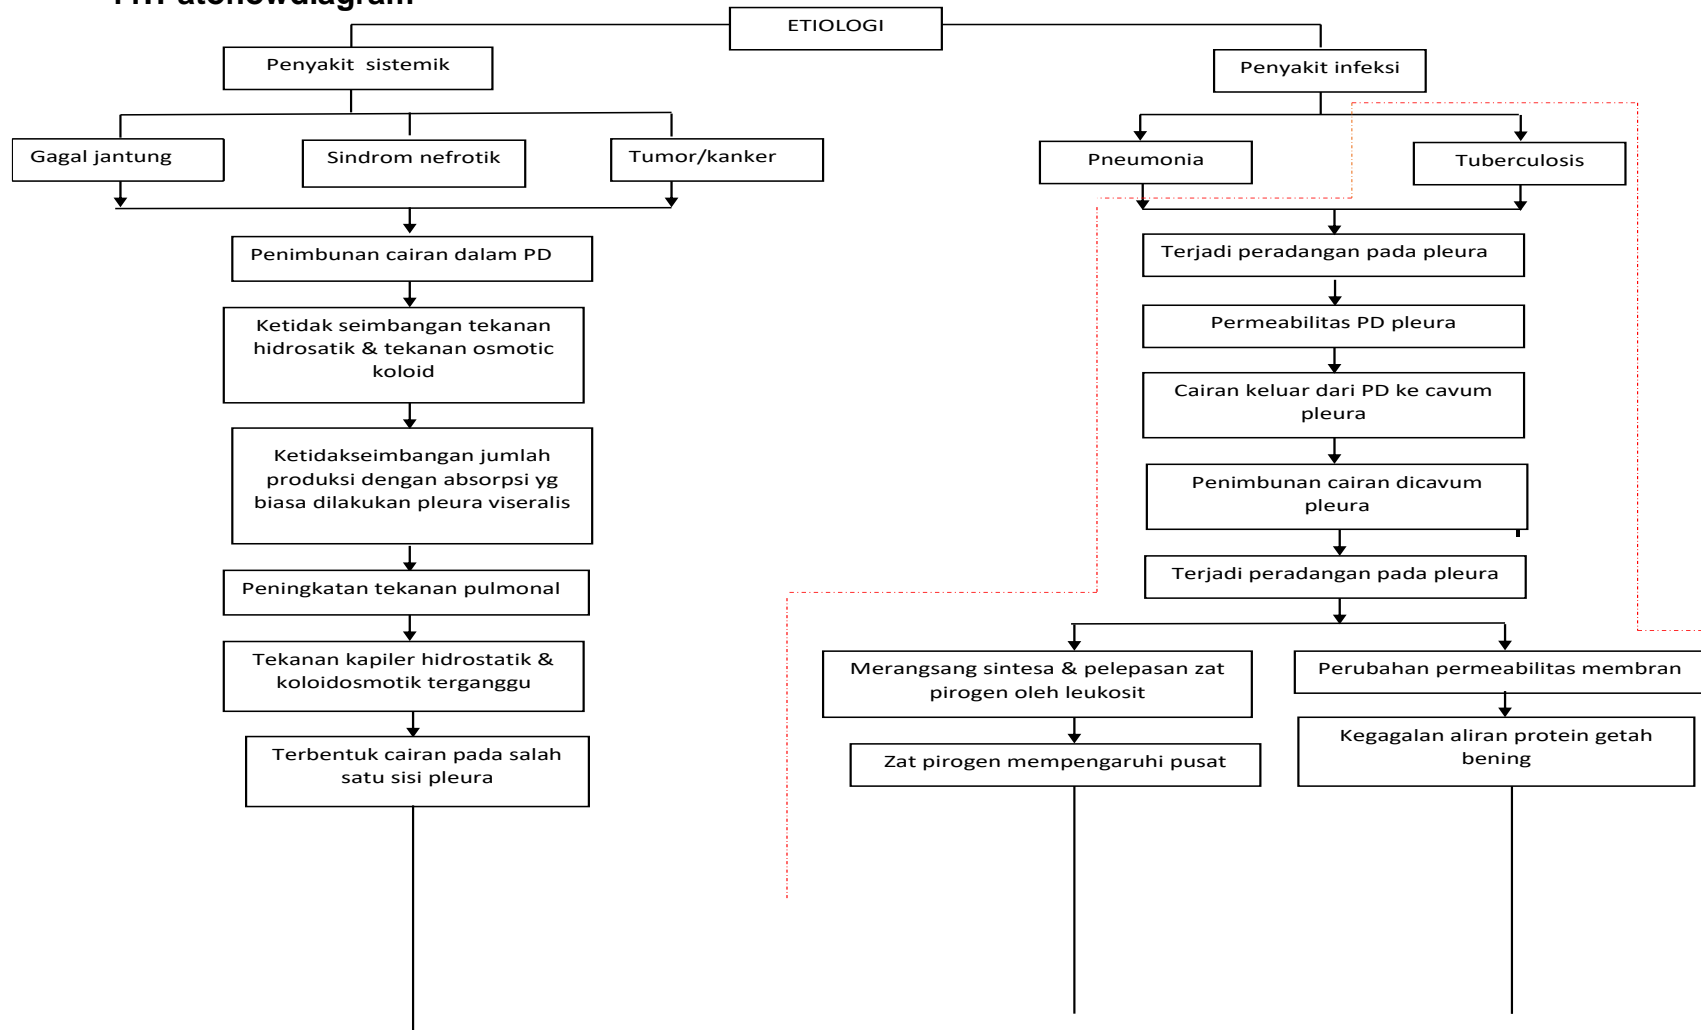 ETIOLOGI
Penyakit sistemik
Penyakit infeksi
Gagal jantung
Sindrom nefrotik
Tumor/kanker
Pneumonia
Tuberculosis
Penimbunan cairan dalam PD
Ketidak seimbangan tekanan
hidrosatik & tekanan osmotic
koloid
Ketidakseimbangan jumlah
produksi dengan absorpsi yg
biasa dilakukan pleura viseralis
Peningkatan tekanan pulmonal
Tekanan kapiler hidrostatik &
koloidosmotik terganggu
Terbentuk cairan pada salah
satu sisi pleura
Terjadi peradangan pada pleura
Permeabilitas PD pleura
Cairan keluar dari PD ke cavum
pleura
Penimbunan cairan dicavum
pleura
Terjadi peradangan pada pleura
Merangsang sintesa & pelepasan zat
pirogen oleh leukosit
Zat pirogen mempengaruhi pusat
Perubahan permeabilitas membran
Kegagalan aliran protein getah
bening